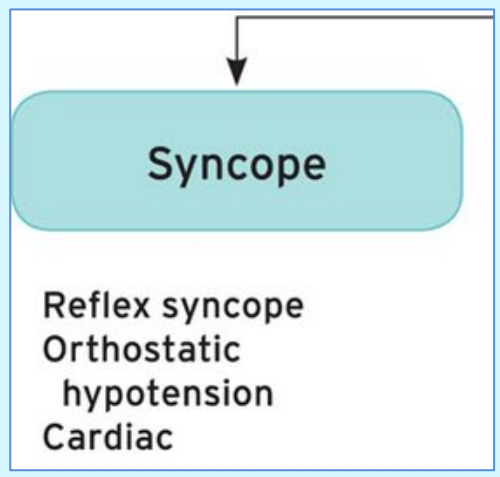 Syncope
Reflex syncope
Orthostatic
hypotension
Cardiac